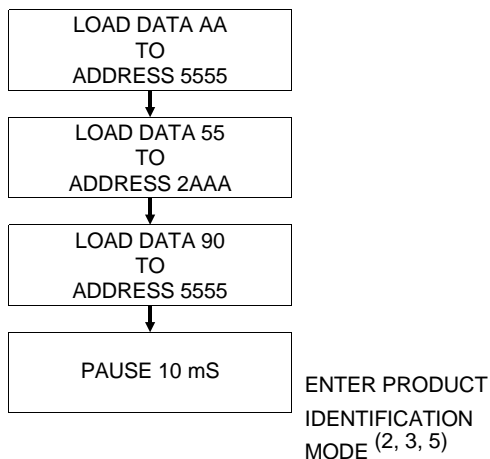 LOAD DATA AA
TO
ADDRESS 5555
LOAD DATA 55
TO
ADDRESS 2AAA
LOAD DATA 90
TO
ADDRESS 5555
PAUSE 10 mS
ENTER PRODUCT
IDENTIFICATION
MODE (2, 3, 5)